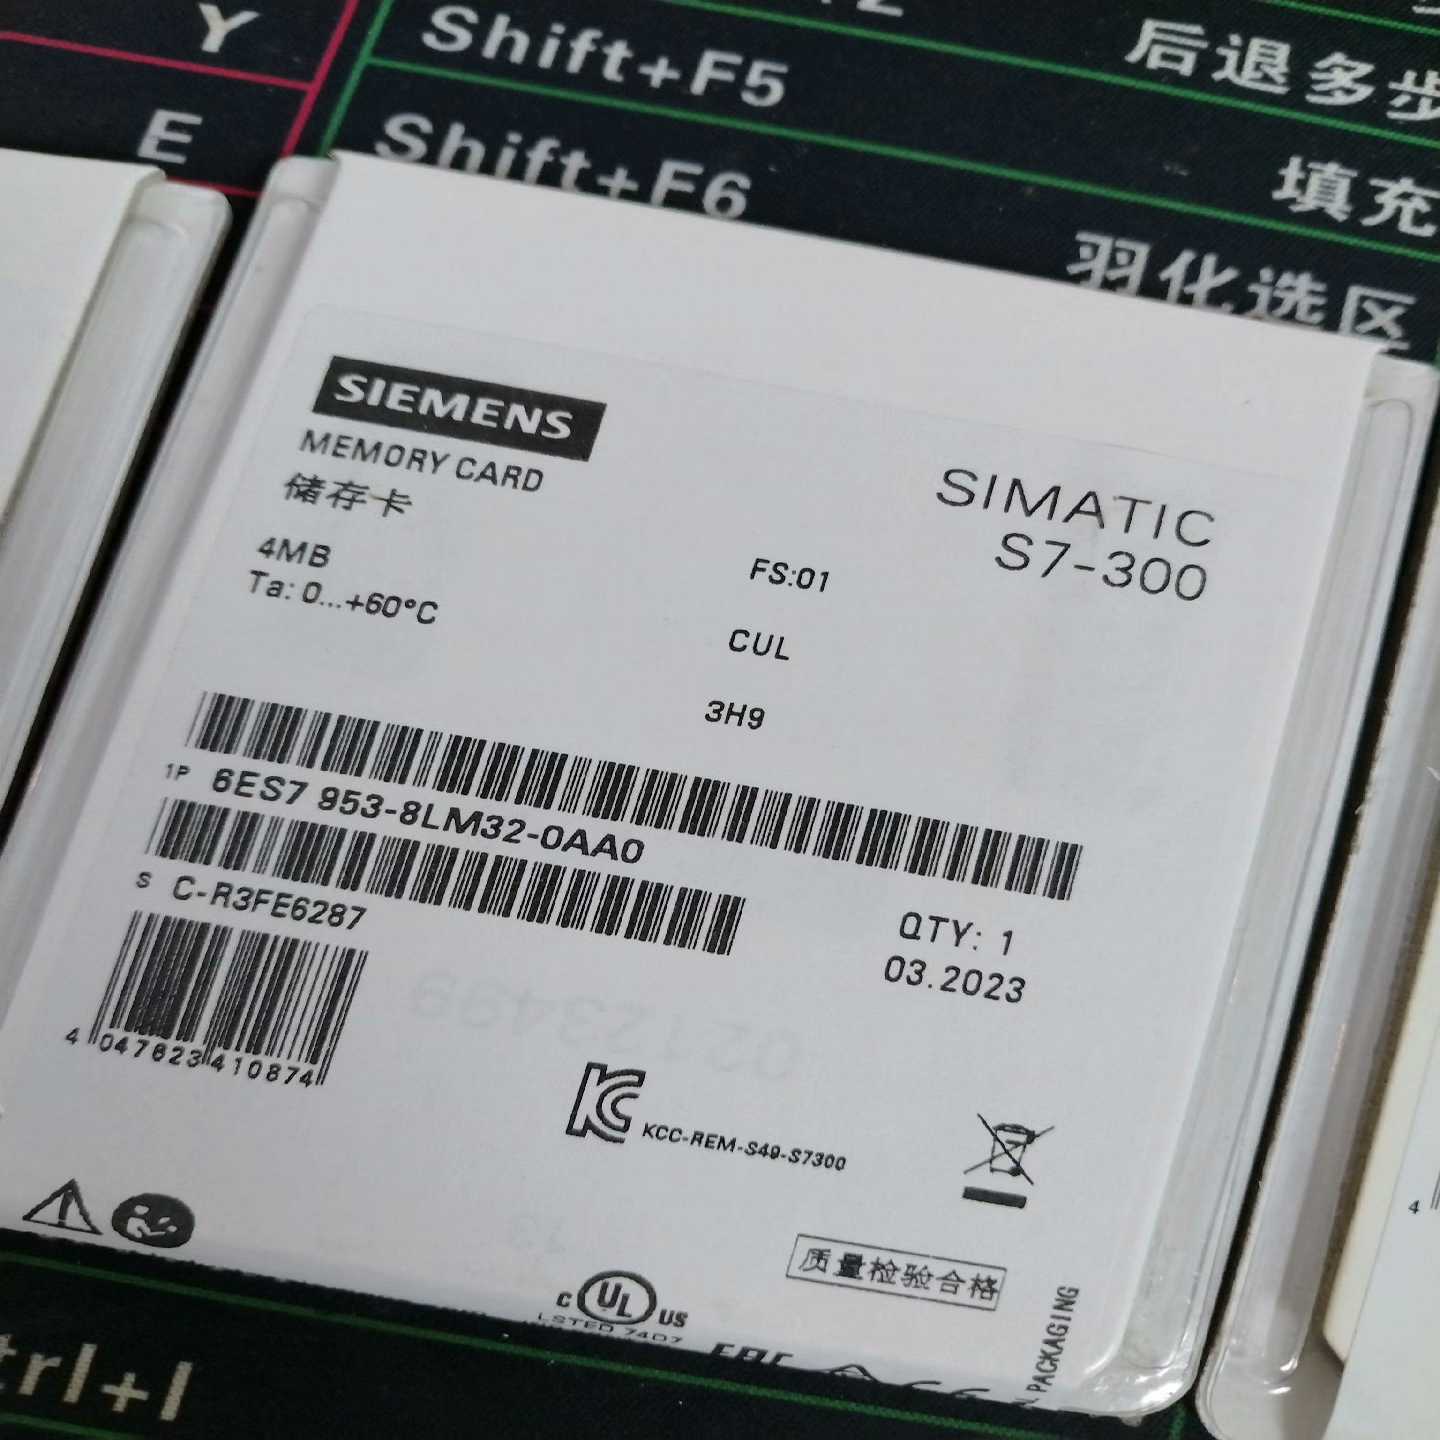 Y
Shift+F5
后退多步
E
Shift+F6
填充
羽化选区
SIEMENS
MEMORY CARD
储存卡
4MB
Ta: 0...+60°C
SIMATIC
S7-300
FS:01
CUL
3H9
1P 6ES7 953-8LM32-0AA0
S C-R3FE6287
QTY: 1
03.2023
4 047623 410874
KCC-REM-S49-S7300
质量检验合格
C UL US
LISTED 74D7
EAC
PACKAGING
trl+I
4